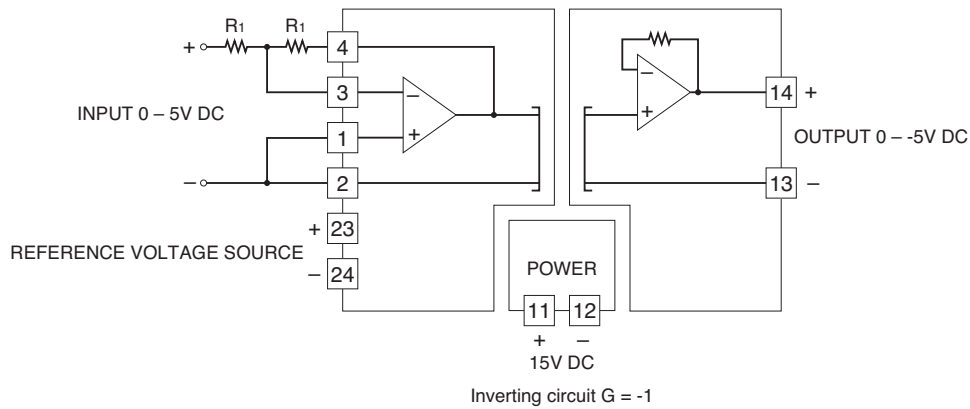 R1 R1
+ 4
3 –
INPUT 0 – 5V DC
1 +
– 2
+ 23
REFERENCE VOLTAGE SOURCE
– 24
–
+
14 +
OUTPUT 0 – -5V DC
13 –
POWER
11 12
+ –
15V DC
Inverting circuit G = -1